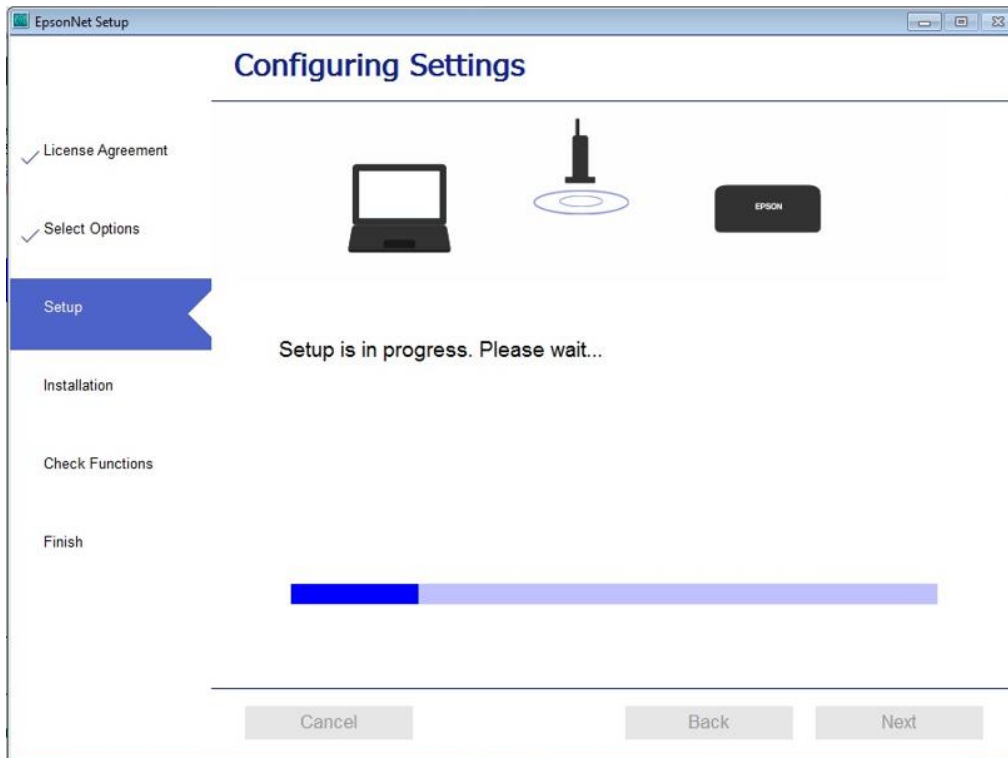 EpsonNet Setup
Configuring Settings
License Agreement
Select Options
Setup
Installation
Check Functions
Finish
EPSON
Setup is in progress. Please wait...
Cancel
Back
Next